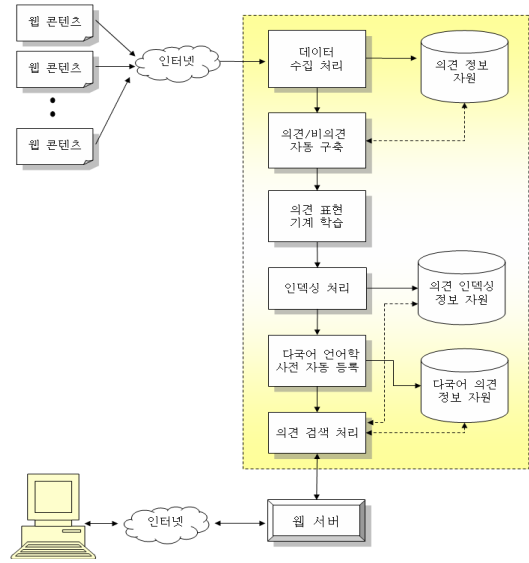 웹 콘텐츠
웹 콘텐츠
웹 콘텐츠
인터넷
데이터
수집 처리
의견 정보
자원
의견/비의견
자동 구축
의견 표현
기계 학습
인덱싱 처리
의견 인덱싱
정보 자원
다국어 언어학
사전 자동 등록
다국어 의견
정보 자원
의견 검색 처리
인터넷
웹 서버